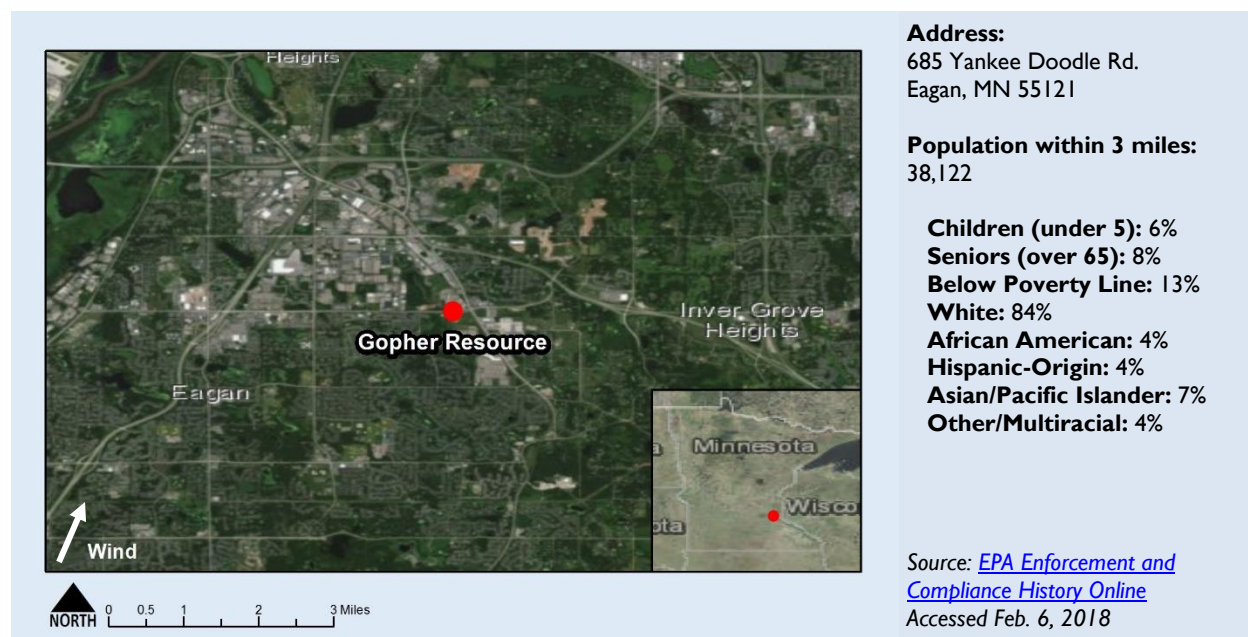 Heights
Gopher Resource
Inver Grove
Heights
Eagan
Minnesota
Wisco
ota
Wind
NORTH
0 0.5 1 2 3 Miles
Address:
685 Yankee Doodle Rd.
Eagan, MN 55121
Population within 3 miles:
38,122
Children (under 5): 6%
Seniors (over 65): 8%
Below Poverty Line: 13%
White: 84%
African American: 4%
Hispanic-Origin: 4%
Asian/Pacific Islander: 7%
Other/Multiracial: 4%
Source: EPA Enforcement and
Compliance History Online
Accessed Feb. 6, 2018